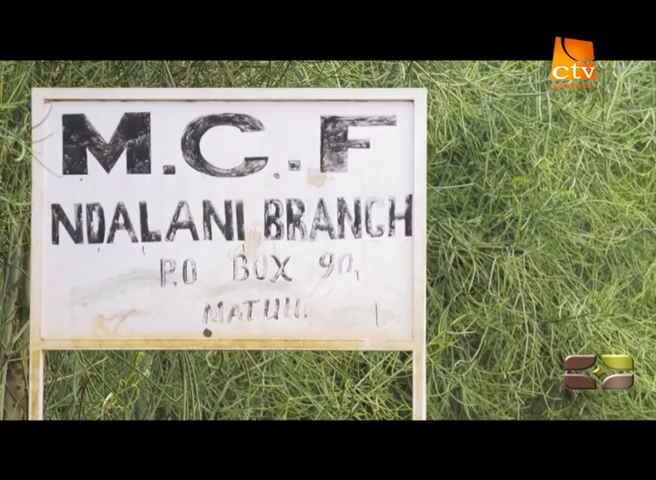 ctv
M.C.F
NDALANI BRANCH
P.O BOX 90,
MATUU.